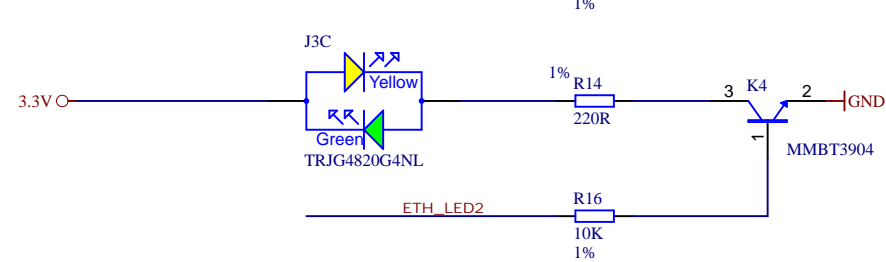 1%
J3C
Yellow
3.3V
Green
TRJG4820G4NL
1%
R14
220R
3
K4
2
GND
1
MMBT3904
ETH_LED2
R16
10K
1%